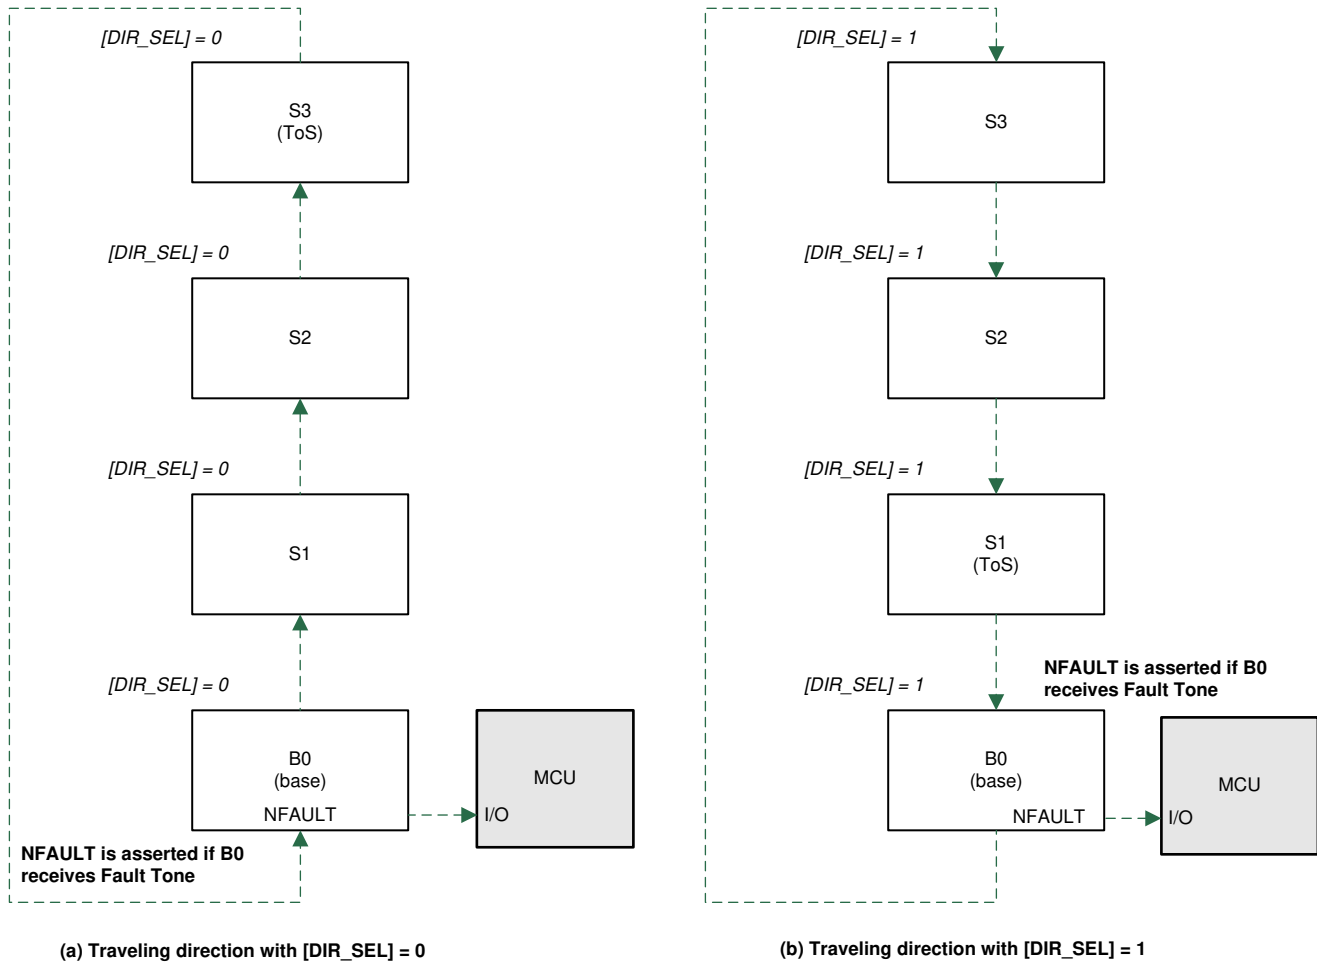 [DIR_SEL] = 0
S3
(ToS)
[DIR_SEL] = 0
S2
[DIR_SEL] = 0
S1
[DIR_SEL] = 0
B0
(base)
NFAULT
MCU
I/O
NFAULT is asserted if B0
receives Fault Tone
(a) Traveling direction with [DIR_SEL] = 0
[DIR_SEL] = 1
S3
[DIR_SEL] = 1
S2
[DIR_SEL] = 1
S1
(ToS)
NFAULT is asserted if B0
receives Fault Tone
[DIR_SEL] = 1
B0
(base)
NFAULT
MCU
I/O
(b) Traveling direction with [DIR_SEL] = 1